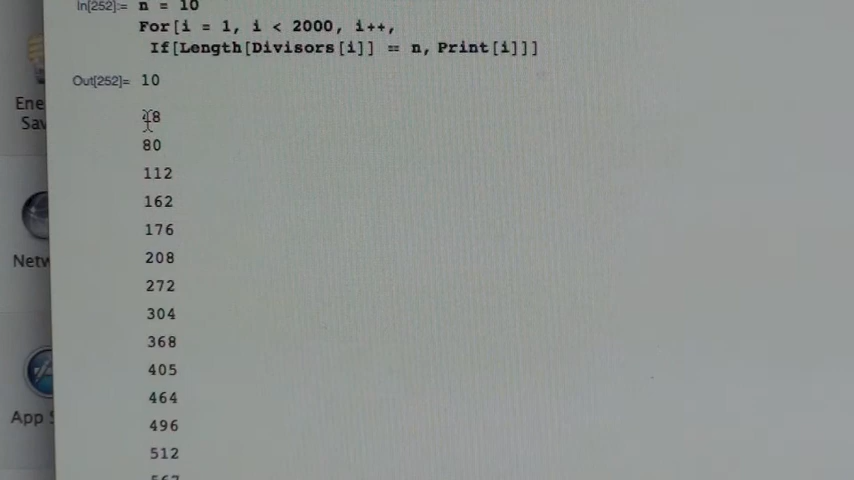 In[252]:= n = 10
For[i = 1, i < 2000, i++,
If[Length[Divisors[i]] == n, Print[i]]]
Out[252]= 10
80
112
162
176
208
272
304
368
405
464
496
512
Ene
Sav
Netw
App S